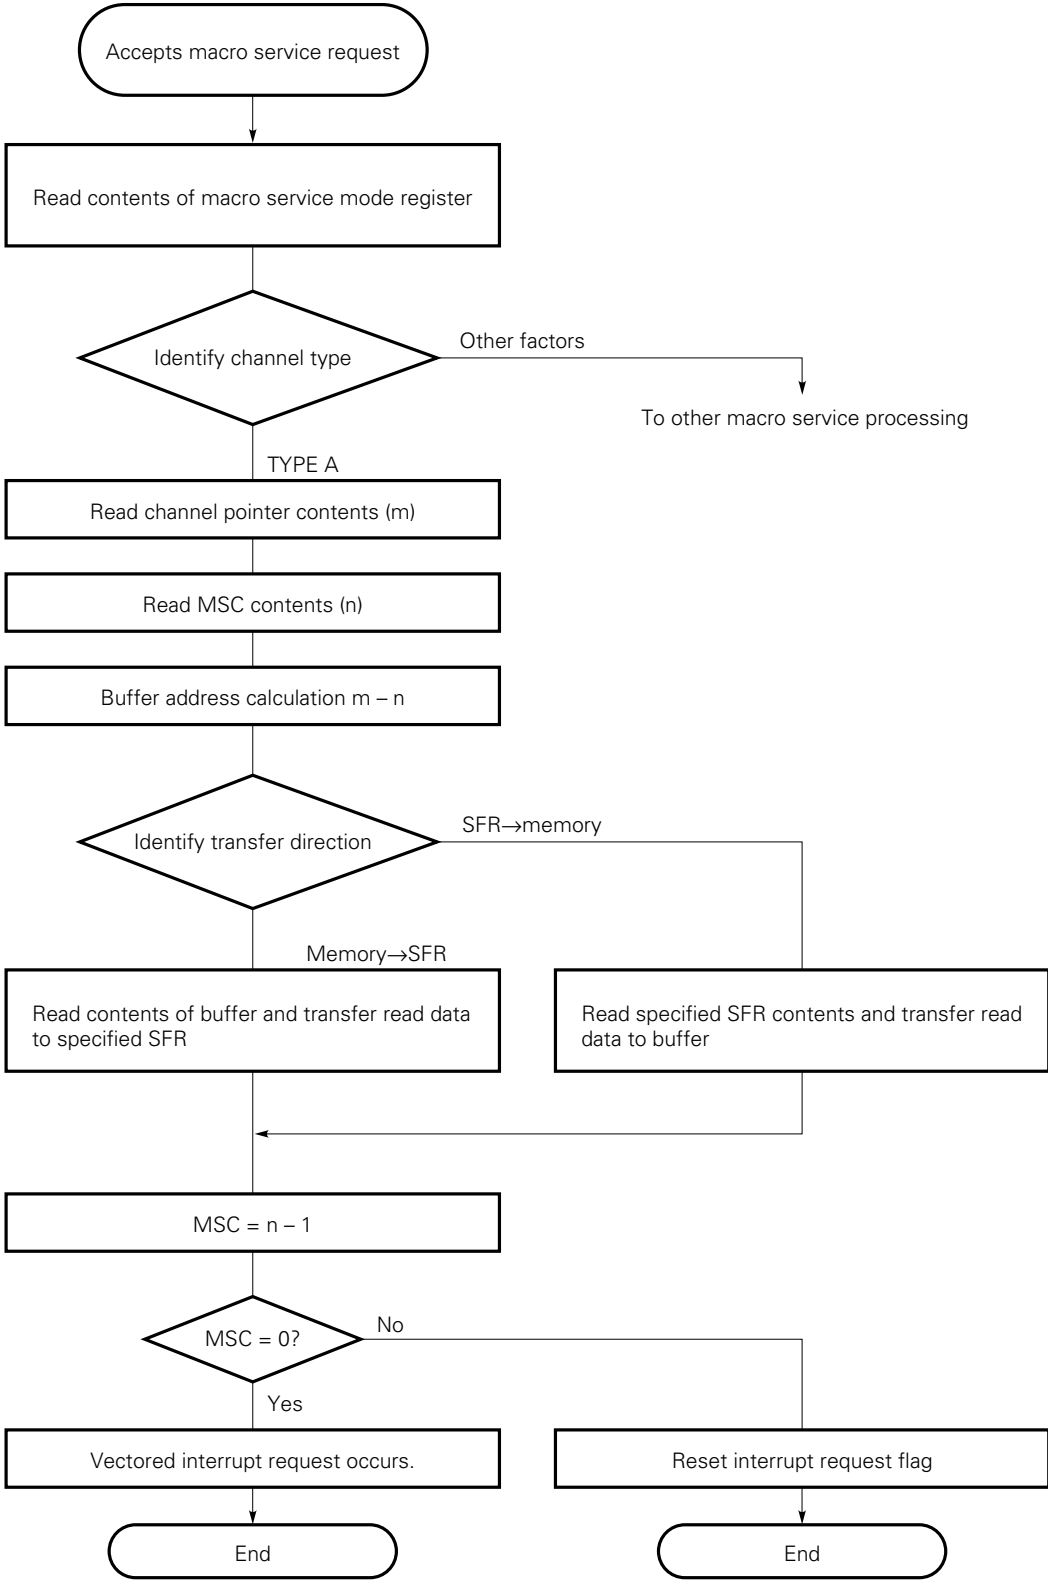 Accepts macro service request
Read contents of macro service mode register
Identify channel type
Other factors
To other macro service processing
TYPE A
Read channel pointer contents (m)
Read MSC contents (n)
Buffer address calculation m – n
Identify transfer direction
SFR→memory
Memory→SFR
Read contents of buffer and transfer read data
to specified SFR
Read specified SFR contents and transfer read
data to buffer
MSC = n – 1
MSC = 0?
No
Yes
Vectored interrupt request occurs.
Reset interrupt request flag
End
End